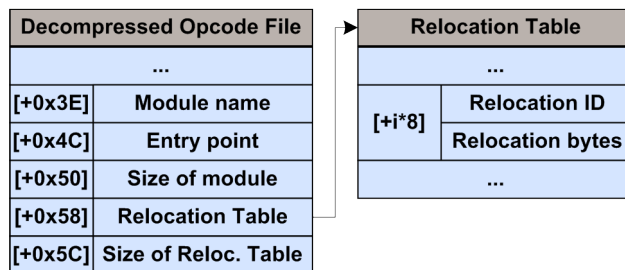 Decompressed Opcode File
...
[+0x3E] Module name
[+0x4C] Entry point
[+0x50] Size of module
[+0x58] Relocation Table
[+0x5C] Size of Reloc. Table
Relocation Table
...
[+i*8]
Relocation ID
Relocation bytes
...